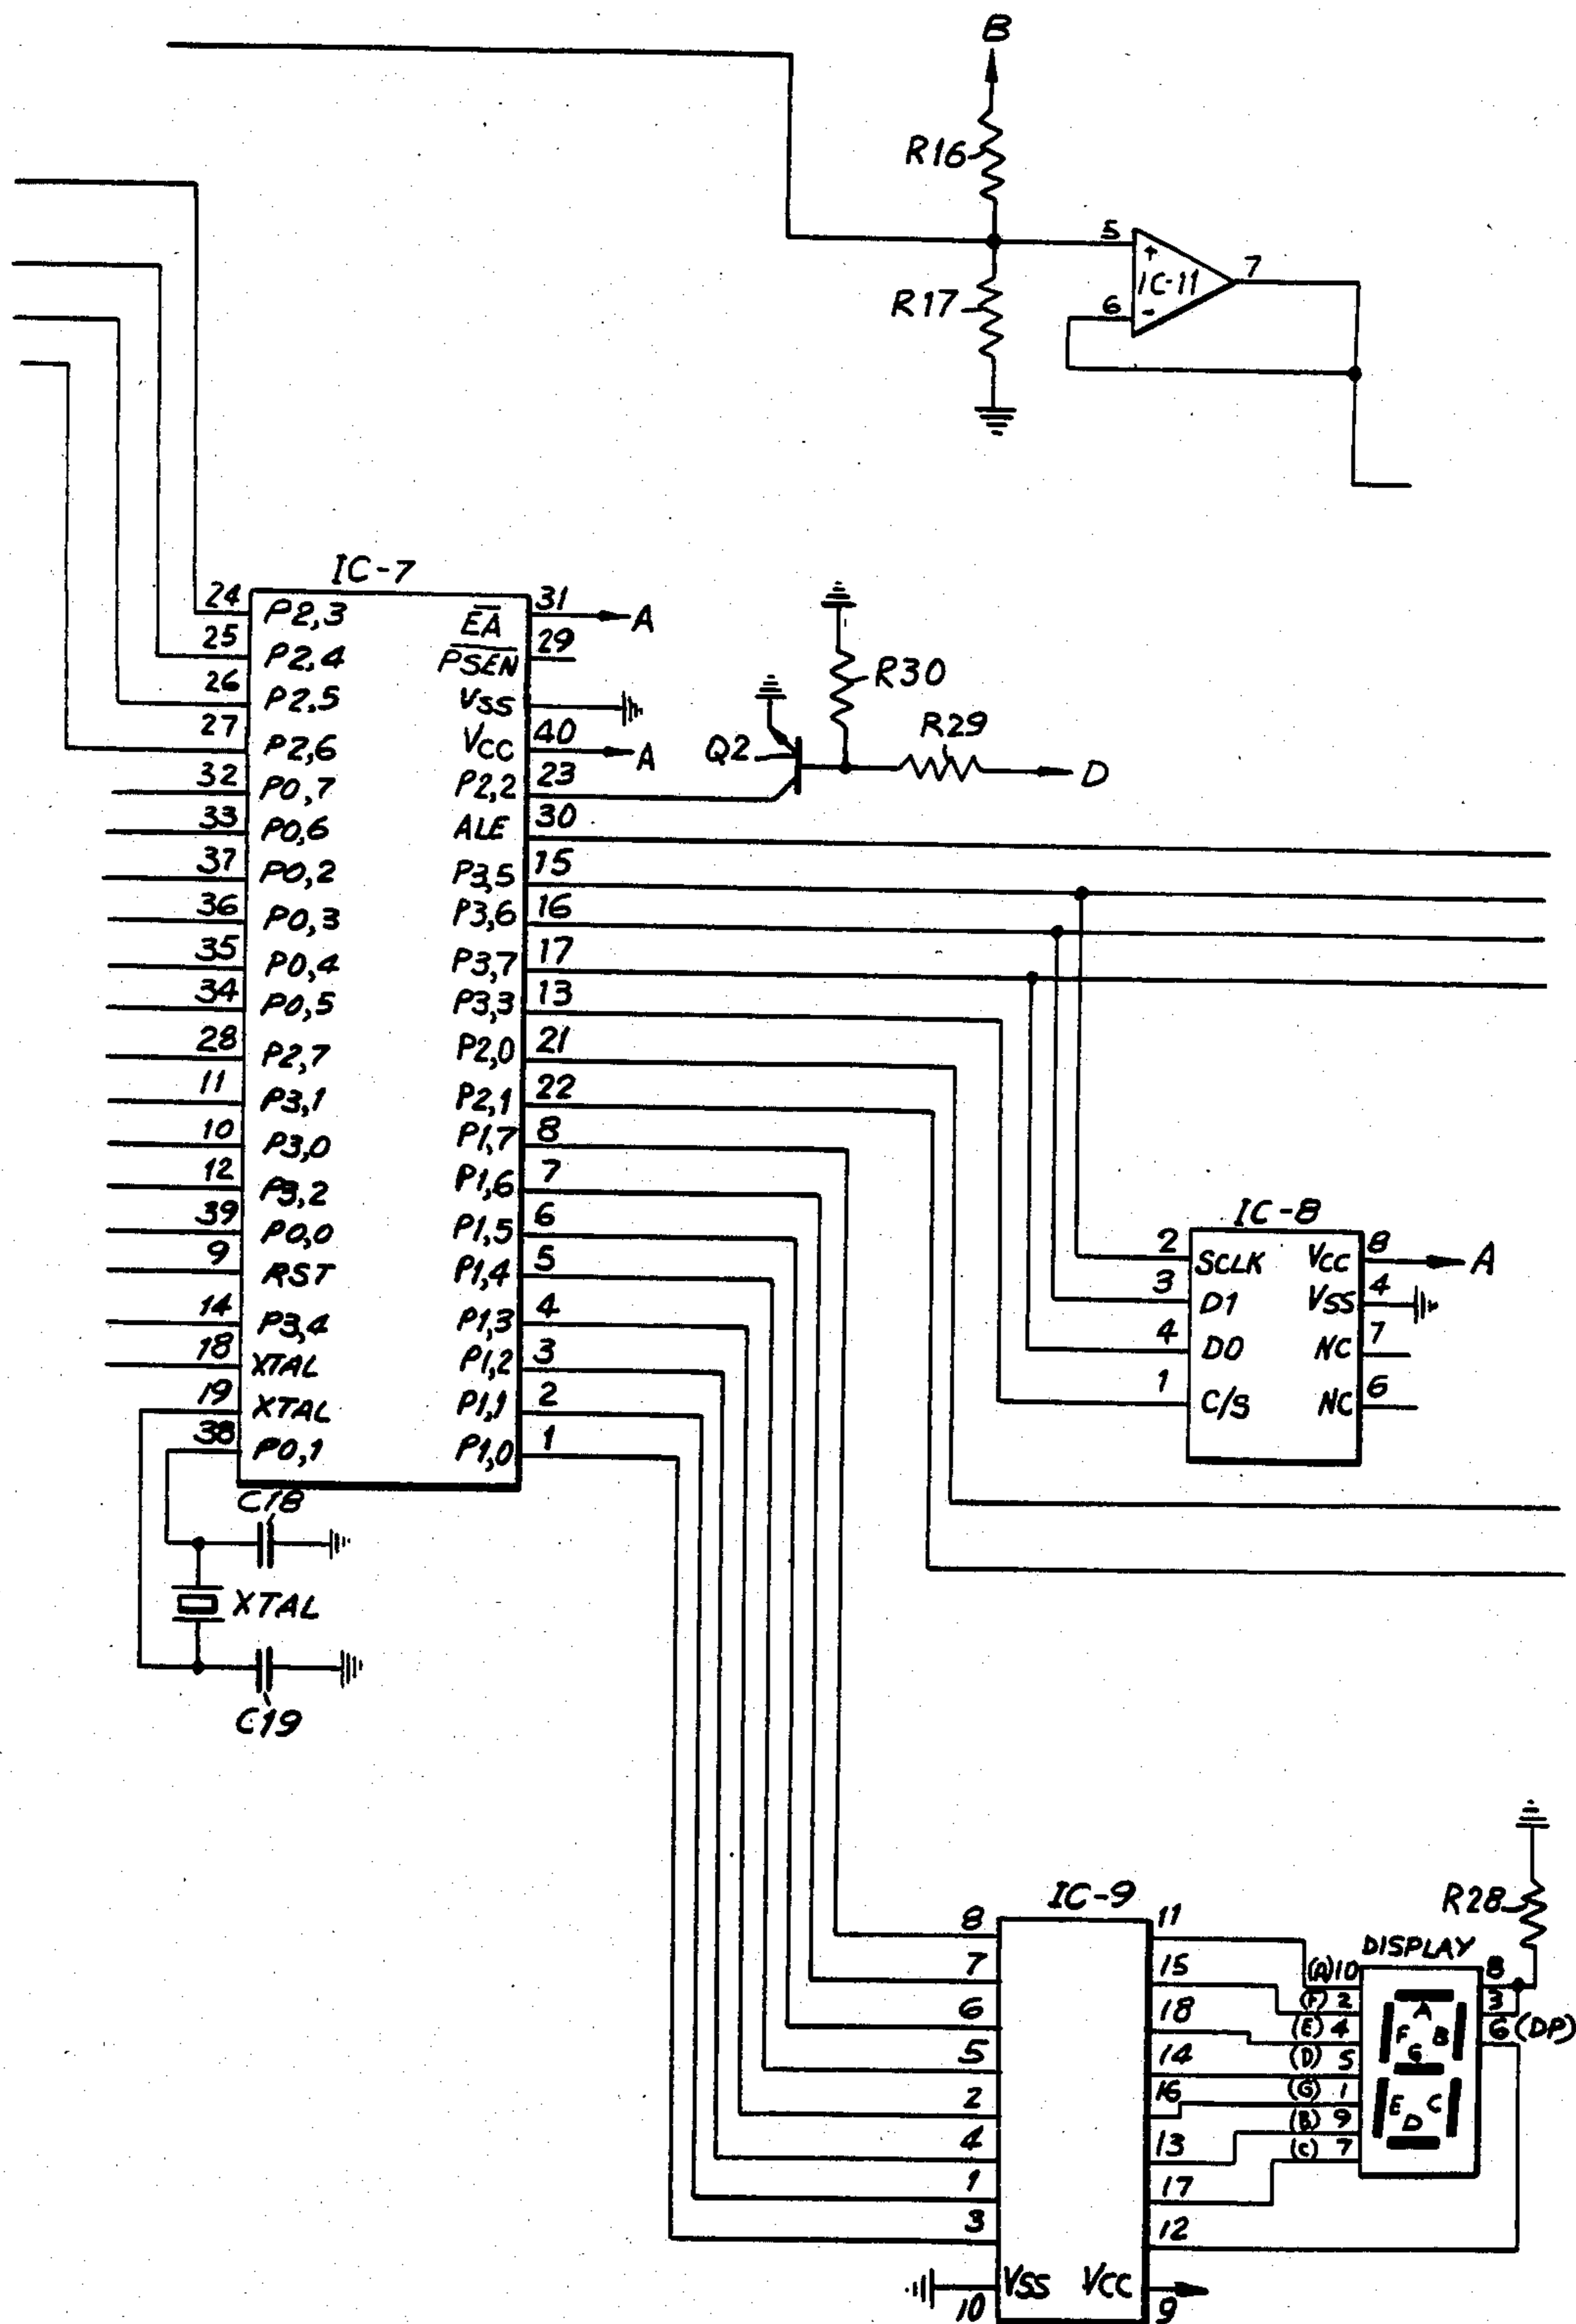 B
R16
5
+
IC-11
7
R17
6
-
IC-7
24 P2,3
25 P2,4
26 P2,5
27 P2,6
32 P0,7
33 P0,6
37 P0,2
36 P0,3
35 P0,4
34 P0,5
28 P2,7
11 P3,1
10 P3,0
12 P3,2
39 P0,0
9 RST
14 P3,4
18 XTAL
19 XTAL
38 P0,1
EA 31 A
PSEN 29
VSS
VCC 40 A
P2,2 23
ALE 30
P3,5 15
P3,6 16
P3,7 17
P3,3 13
P2,0 21
P2,1 22
P1,7 8
P1,6 7
P1,5 6
P1,4 5
P1,3 4
P1,2 3
P1,1 2
P1,0 1
R30
Q2
R29
D
IC-8
2 SCLK VCC 8 A
3 D1 VSS 4
4 D0 NC 7
1 C/S NC 6
C18
XTAL
C19
IC-9
8 11
7 15
6 18
5 14
2 16
4 13
1 17
3 12
VSS VCC
10 9
R28
DISPLAY
(A) 10
(F) 2
(E) 4
(D) 5
(G) 1
(B) 9
(C) 7
8
3
6 (DP)
A
F B
G
E C
D